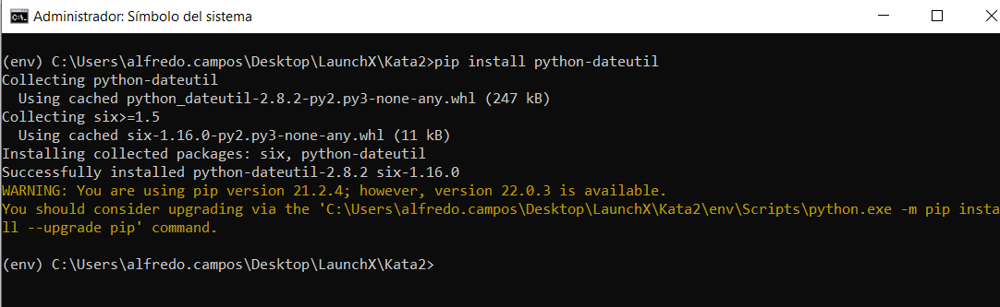 Administrador: Símbolo del sistema
(env) C:\Users\alfredo.campos\Desktop\LaunchX\Kata2>pip install python-dateutil
Collecting python-dateutil
  Using cached python_dateutil-2.8.2-py2.py3-none-any.whl (247 kB)
Collecting six>=1.5
  Using cached six-1.16.0-py2.py3-none-any.whl (11 kB)
Installing collected packages: six, python-dateutil
Successfully installed python-dateutil-2.8.2 six-1.16.0
WARNING: You are using pip version 21.2.4; however, version 22.0.3 is available.
You should consider upgrading via the 'C:\Users\alfredo.campos\Desktop\LaunchX\Kata2\env\Scripts\python.exe -m pip insta
ll --upgrade pip' command.
(env) C:\Users\alfredo.campos\Desktop\LaunchX\Kata2>